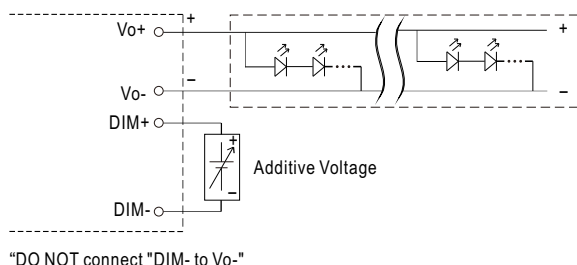 Vo+
+
+
Vo-
−
−
DIM+
+
Additive Voltage
−
DIM-
“DO NOT connect "DIM- to Vo-"